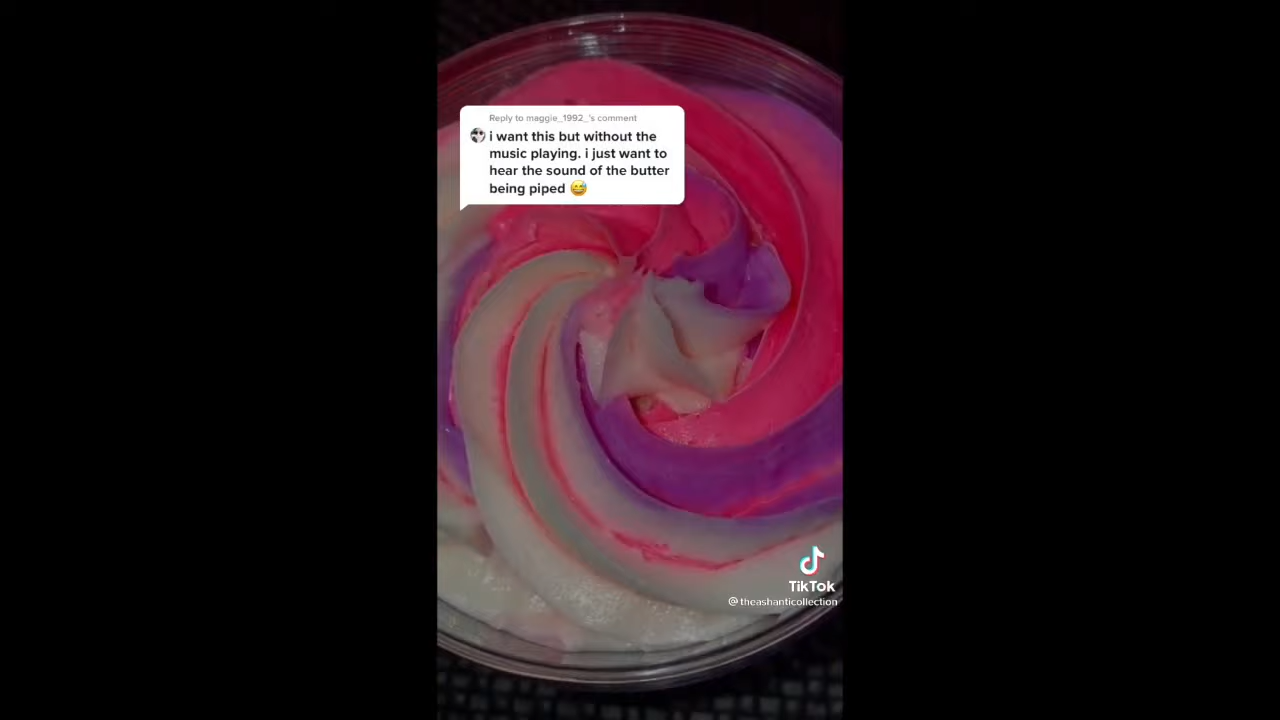 Reply to maggie_1992_'s comment
i want this but without the
music playing. i just want to
hear the sound of the butter
being piped 😅
TikTok
@theashanticollection